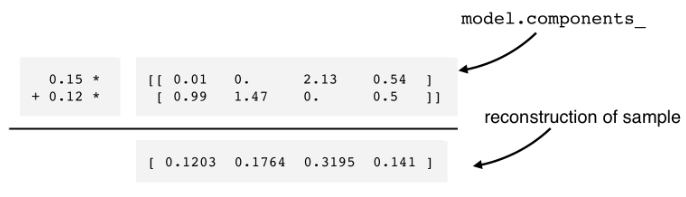 model.components_
0.15 * [[ 0.01 0. 2.13 0.54 ]
+ 0.12 * [ 0.99 1.47 0. 0.5 ]]
reconstruction of sample
[ 0.1203 0.1764 0.3195 0.141 ]